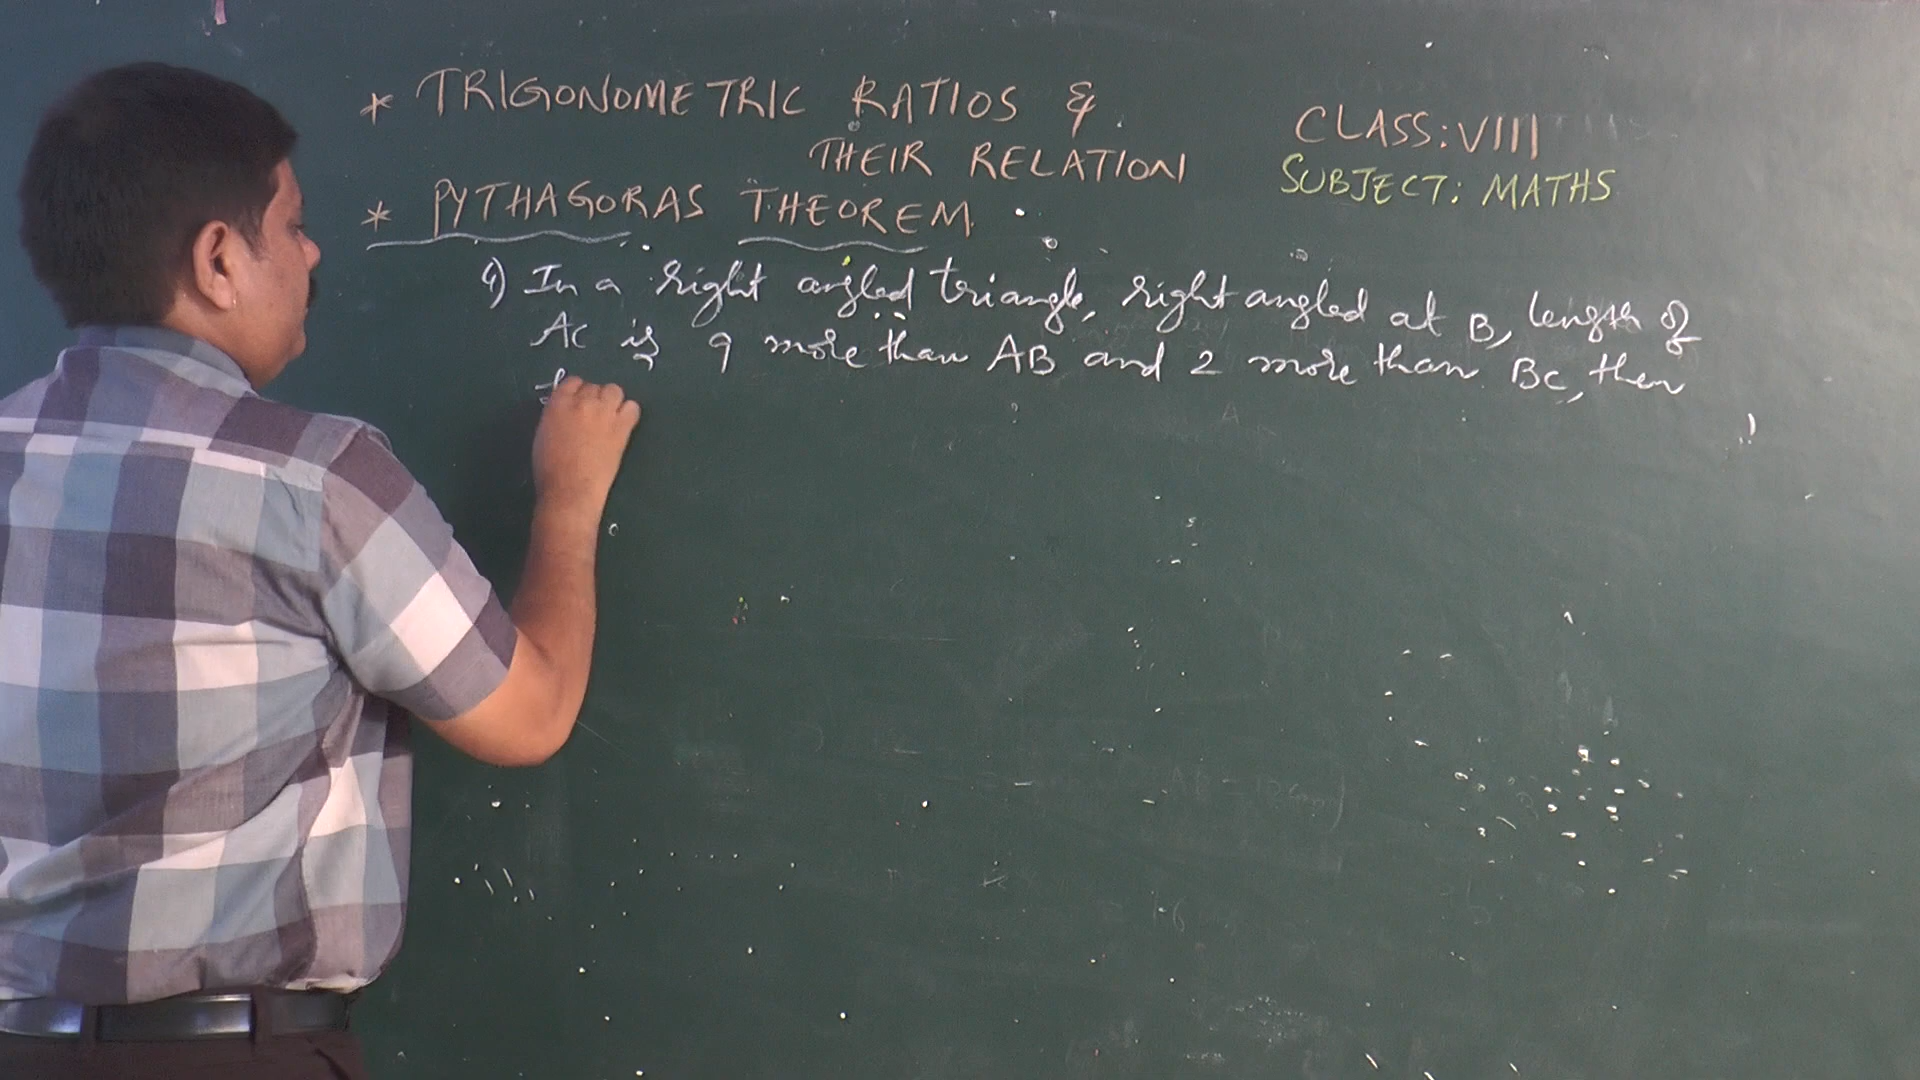 * TRIGONOMETRIC RATIOS &
THEIR RELATION
* PYTHAGORAS THEOREM.
CLASS: VIII
SUBJECT: MATHS
9) In a right angled triangle, right angled at B, length of
AC is 9 more than AB and 2 more than BC, then